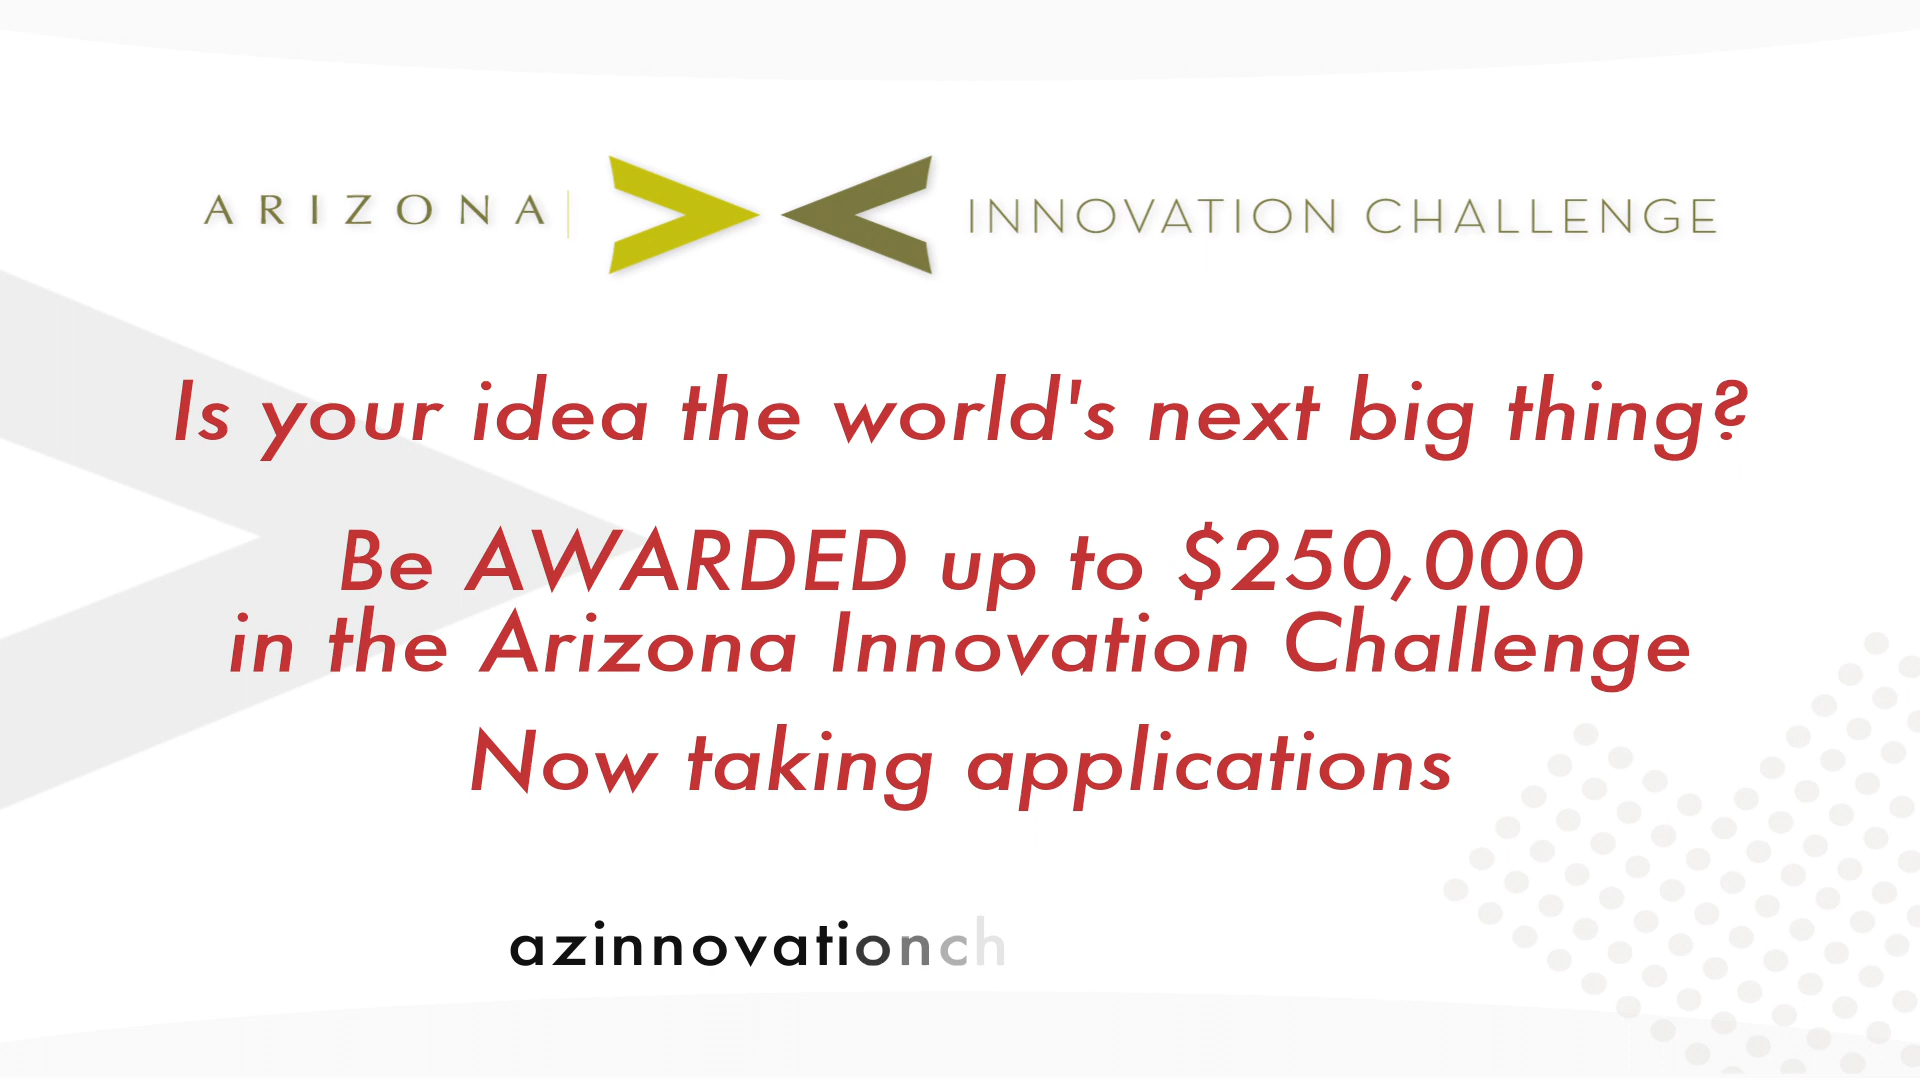 ARIZONA INNOVATION CHALLENGE
Is your idea the world's next big thing?
Be AWARDED up to $250,000
in the Arizona Innovation Challenge
Now taking applications
azinnovationch